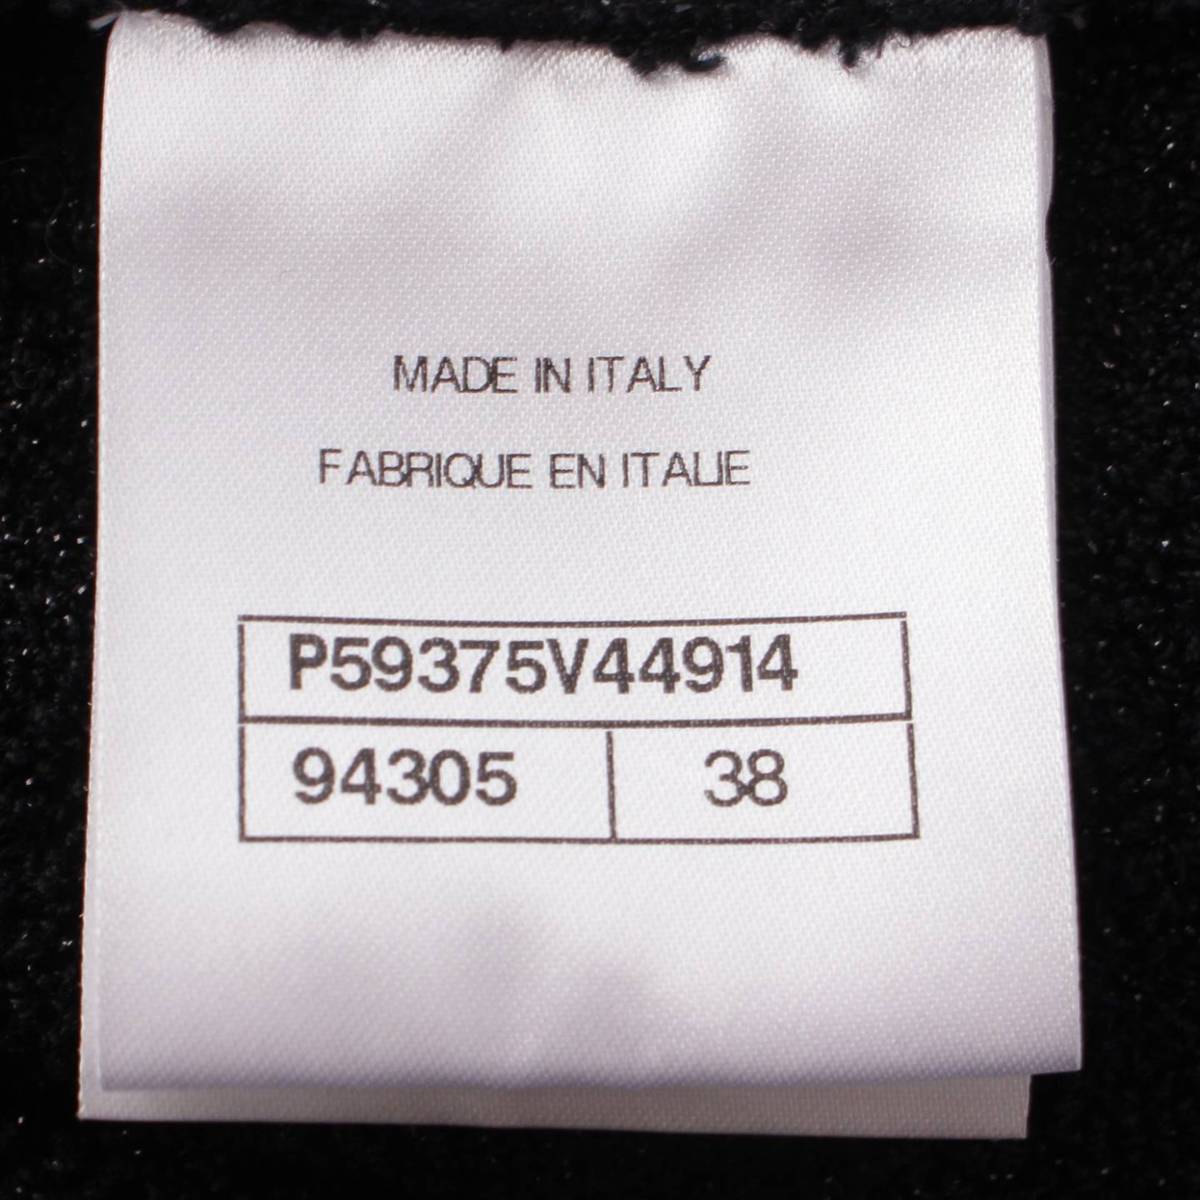 MADE IN ITALY
FABRIQUE EN ITALIE
P59375V44914
94305 38